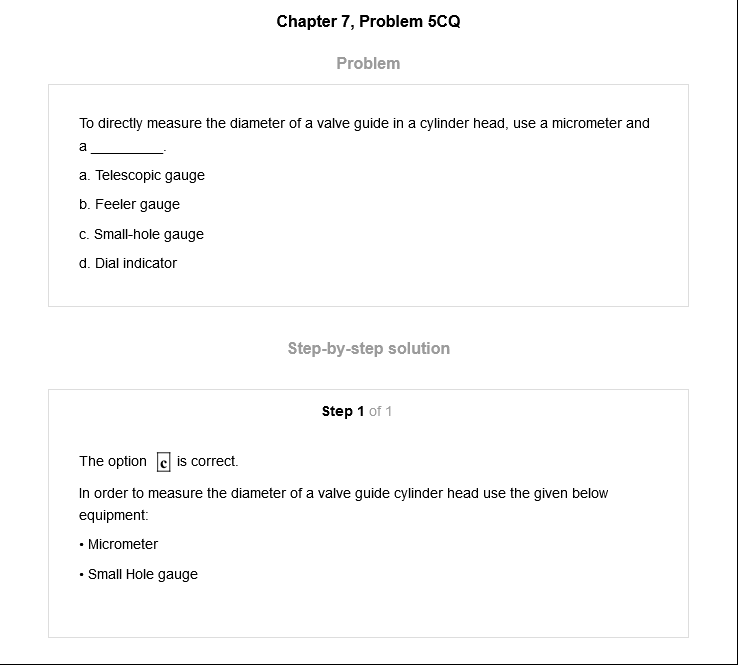 Chapter 7, Problem 5CQ
Problem
To directly measure the diameter of a valve guide in a cylinder head, use a micrometer and
a _________.
a. Telescopic gauge
b. Feeler gauge
c. Small-hole gauge
d. Dial indicator
Step-by-step solution
Step 1 of 1
The option c is correct.
In order to measure the diameter of a valve guide cylinder head use the given below
equipment:
• Micrometer
• Small Hole gauge